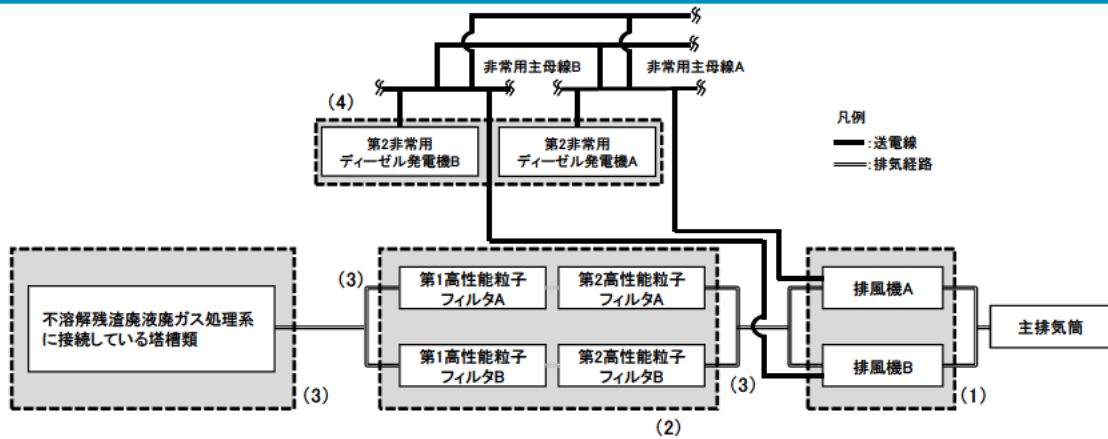 非常用主母線B
非常用主母線A
(4)
第2非常用
ディーゼル発電機B
第2非常用
ディーゼル発電機A
凡例
:送電線
:排気経路
(3)
第1高性能粒子
フィルタA
第2高性能粒子
フィルタA
排風機A
不溶解残渣廃液廃ガス処理系
に接続している塔槽類
主排気筒
第1高性能粒子
フィルタB
第2高性能粒子
フィルタB
排風機B
(3)
(3)
(1)
(2)